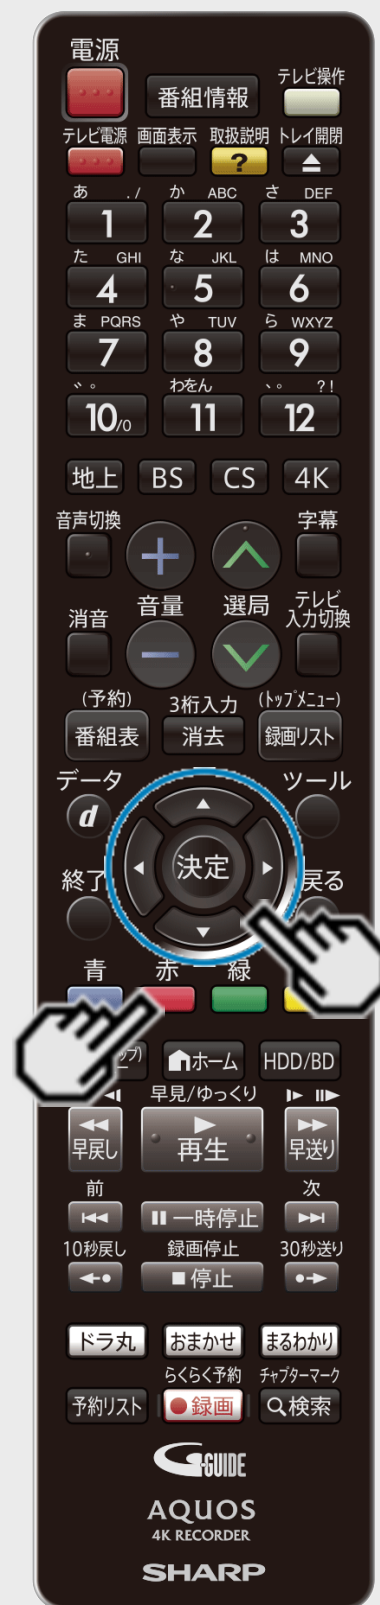 電源
番組情報
テレビ操作
テレビ電源 画面表示 取扱説明 トレイ開閉
?
あ ./ か ABC さ DEF
1 2 3
た GHI な JKL は MNO
4 5 6
ま PQRS や TUV ら WXYZ
7 8 9
゛゜ わをん 、。 ?!
10/0 11 12
地上 BS CS 4K
音声切換 字幕
消音 音量 選局 テレビ
入力切換
(予約) 3桁入力 (トップメニュー)
番組表 消去 録画リスト
データ ツール
d
決定
終了 戻る
青 赤 緑
ップ) ホーム HDD/BD
早見/ゆっくり
早戻し 再生 早送り
前 次
一時停止
10秒戻し 録画停止 30秒送り
停止
ドラ丸 おまかせ まるわかり
らくらく予約 チャプターマーク
予約リスト 録画 検索
G-GUIDE
AQUOS
4K RECORDER
SHARP